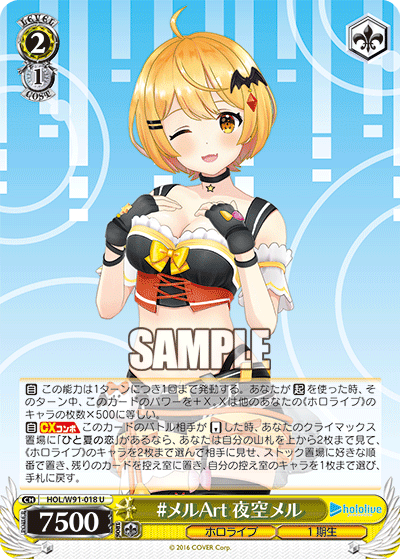 LEVEL
2
1
COST
SAMPLE
自 この能力は1ターンにつき1回まで発動する。あなたが起を使った時、そ
のターン中、このカードのパワーを＋X。Xは他のあなたの《ホロライブ》の
キャラの枚数×500に等しい。
自 CXコンボ このカードのバトル相手が した時、あなたのクライマックス
置場に「ひと夏の恋」があるなら、あなたは自分の山札を上から2枚まで見て、
《ホロライブ》のキャラを2枚まで選んで相手に見せ、ストック置場に好きな順
番で置き、残りのカードを控え室に置き、自分の控え室のキャラを1枚まで選び、
手札に戻す。
CH HOL/W91-018 U
7500
#メルArt 夜空メル
hololive
ホロライブ 1期生
© 2016 COVER Corp.